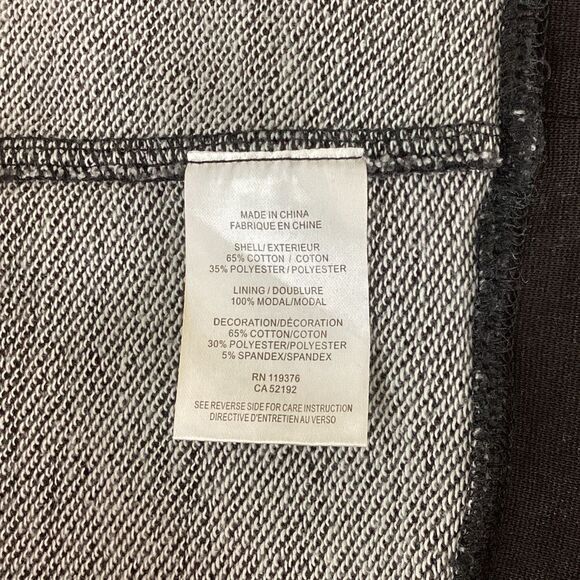 MADE IN CHINA
FABRIQUE EN CHINE
SHELL/EXTERIEUR
65% COTTON / COTON
35% POLYESTER/POLYESTER
LINING/DOUBLURE
100% MODAL/MODAL
DECORATION/DÉCORATION
65% COTTON/COTON
30% POLYESTER/POLYESTER
5% SPANDEX/SPANDEX
RN 119376
CA 52192
SEE REVERSE SIDE FOR CARE INSTRUCTION
DIRECTIVE D'ENTRETIEN AU VERSO